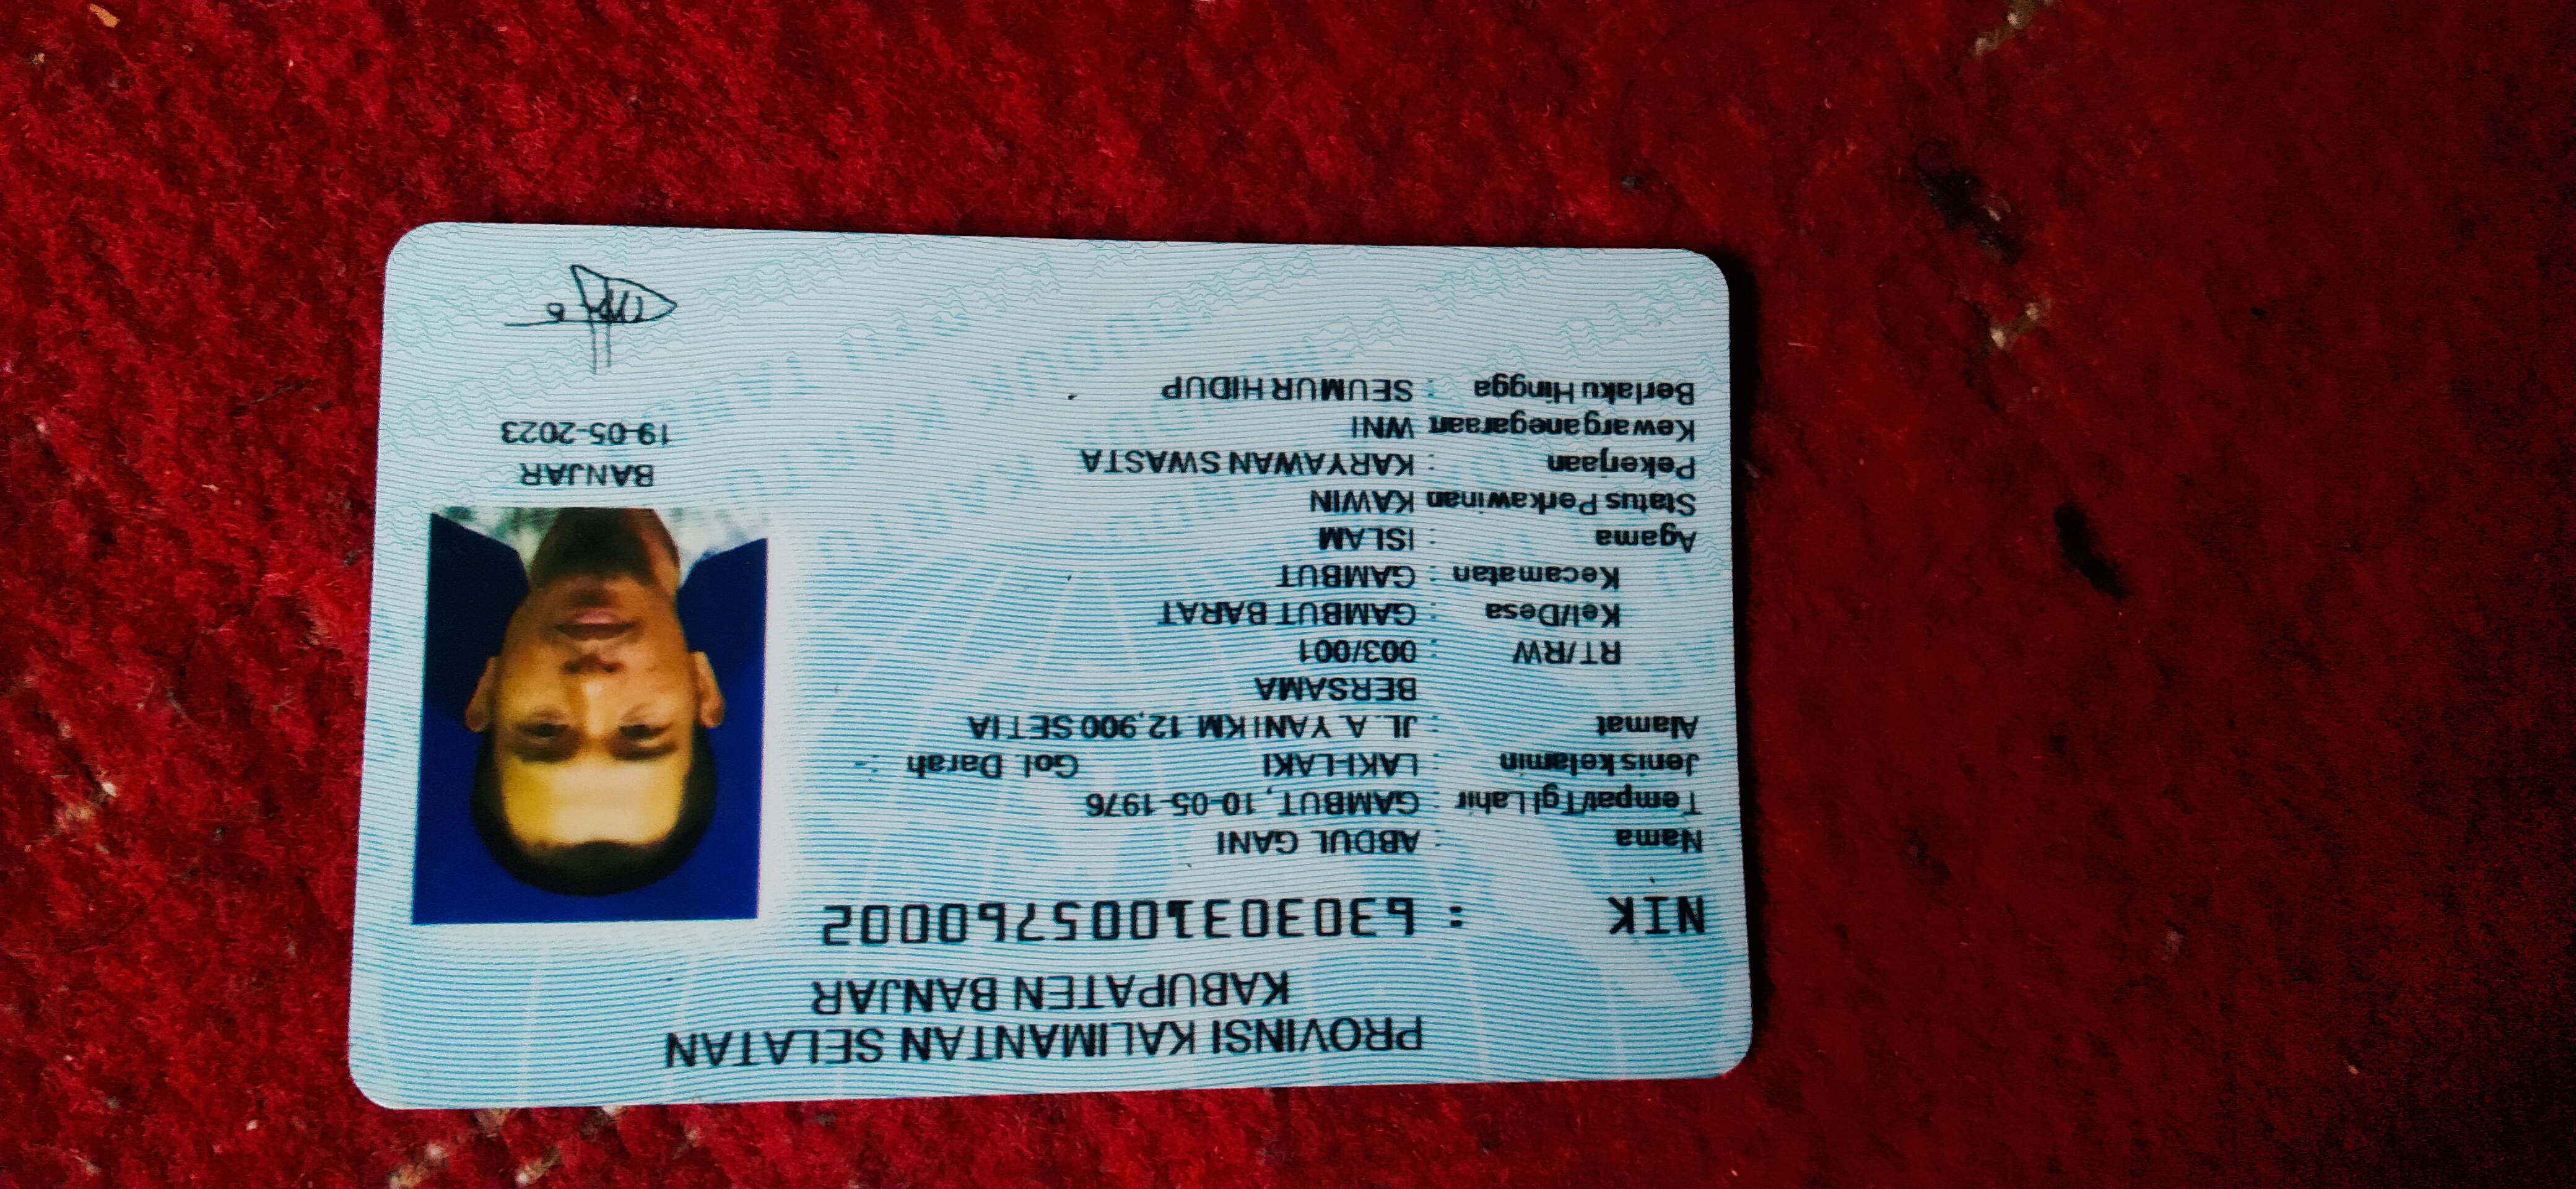 PROVINSI KALIMANTAN SELATAN
KABUPATEN BANJAR
NIK : 6303031005760002
Nama : ABDUL GANI
Tempat/Tgl Lahir : GAMBUT, 10-05-1976
Jenis kelamin : LAKI-LAKI Gol. Darah : -
Alamat : JL. A. YANI KM 12,900 SETIA
BERSAMA
RT/RW : 003/001
Kel/Desa : GAMBUT BARAT
Kecamatan : GAMBUT
Agama : ISLAM
Status Perkawinan KAWIN
Pekerjaan : KARYAWAN SWASTA
Kewarganegaraan: WNI
Berlaku Hingga : SEUMUR HIDUP
BANJAR
19-05-2023